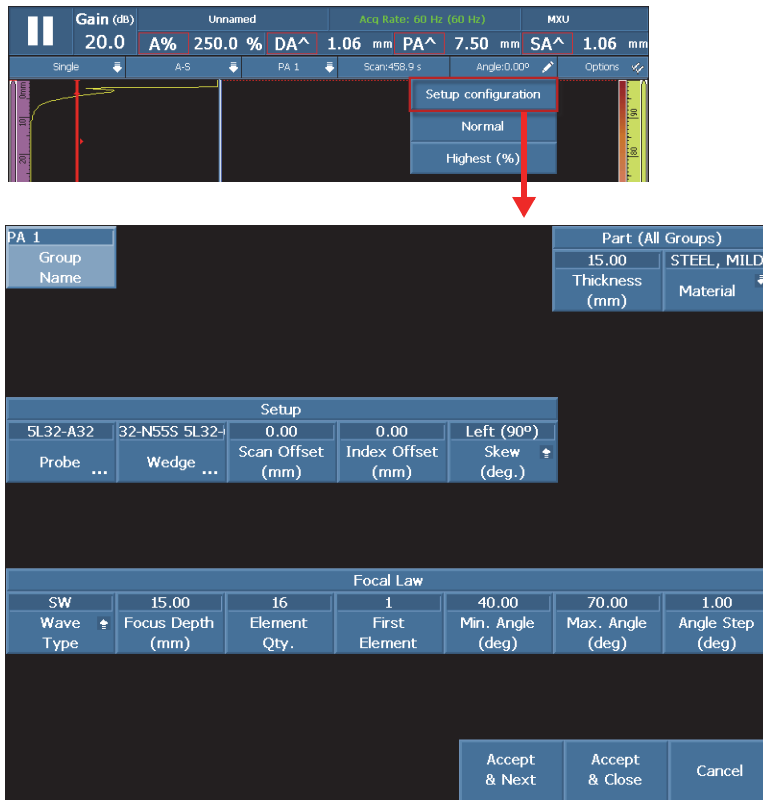 Gain (dB) Unnamed Acq Rate: 60 Hz (60 Hz) MXU
20.0 A% 250.0 % DA^ 1.06 mm PA^ 7.50 mm SA^ 1.06 mm
Single A-S PA 1 Scan:458.9 s Angle:0.00º Options
0mm
10
20
90
80
Setup configuration
Normal
Highest (%)
PA 1
Group
Name
Part (All Groups)
15.00 STEEL, MILD
Thickness
(mm)
Material
Setup
5L32-A32 32-N55S 5L32- 0.00 0.00 Left (90º)
Probe ... Wedge ... Scan Offset
(mm) Index Offset
(mm) Skew
(deg.)
Focal Law
SW 15.00 16 1 40.00 70.00 1.00
Wave Focus Depth Element First Min. Angle Max. Angle Angle Step
Type (mm) Qty. Element (deg) (deg) (deg)
Accept
& Next
Accept
& Close
Cancel